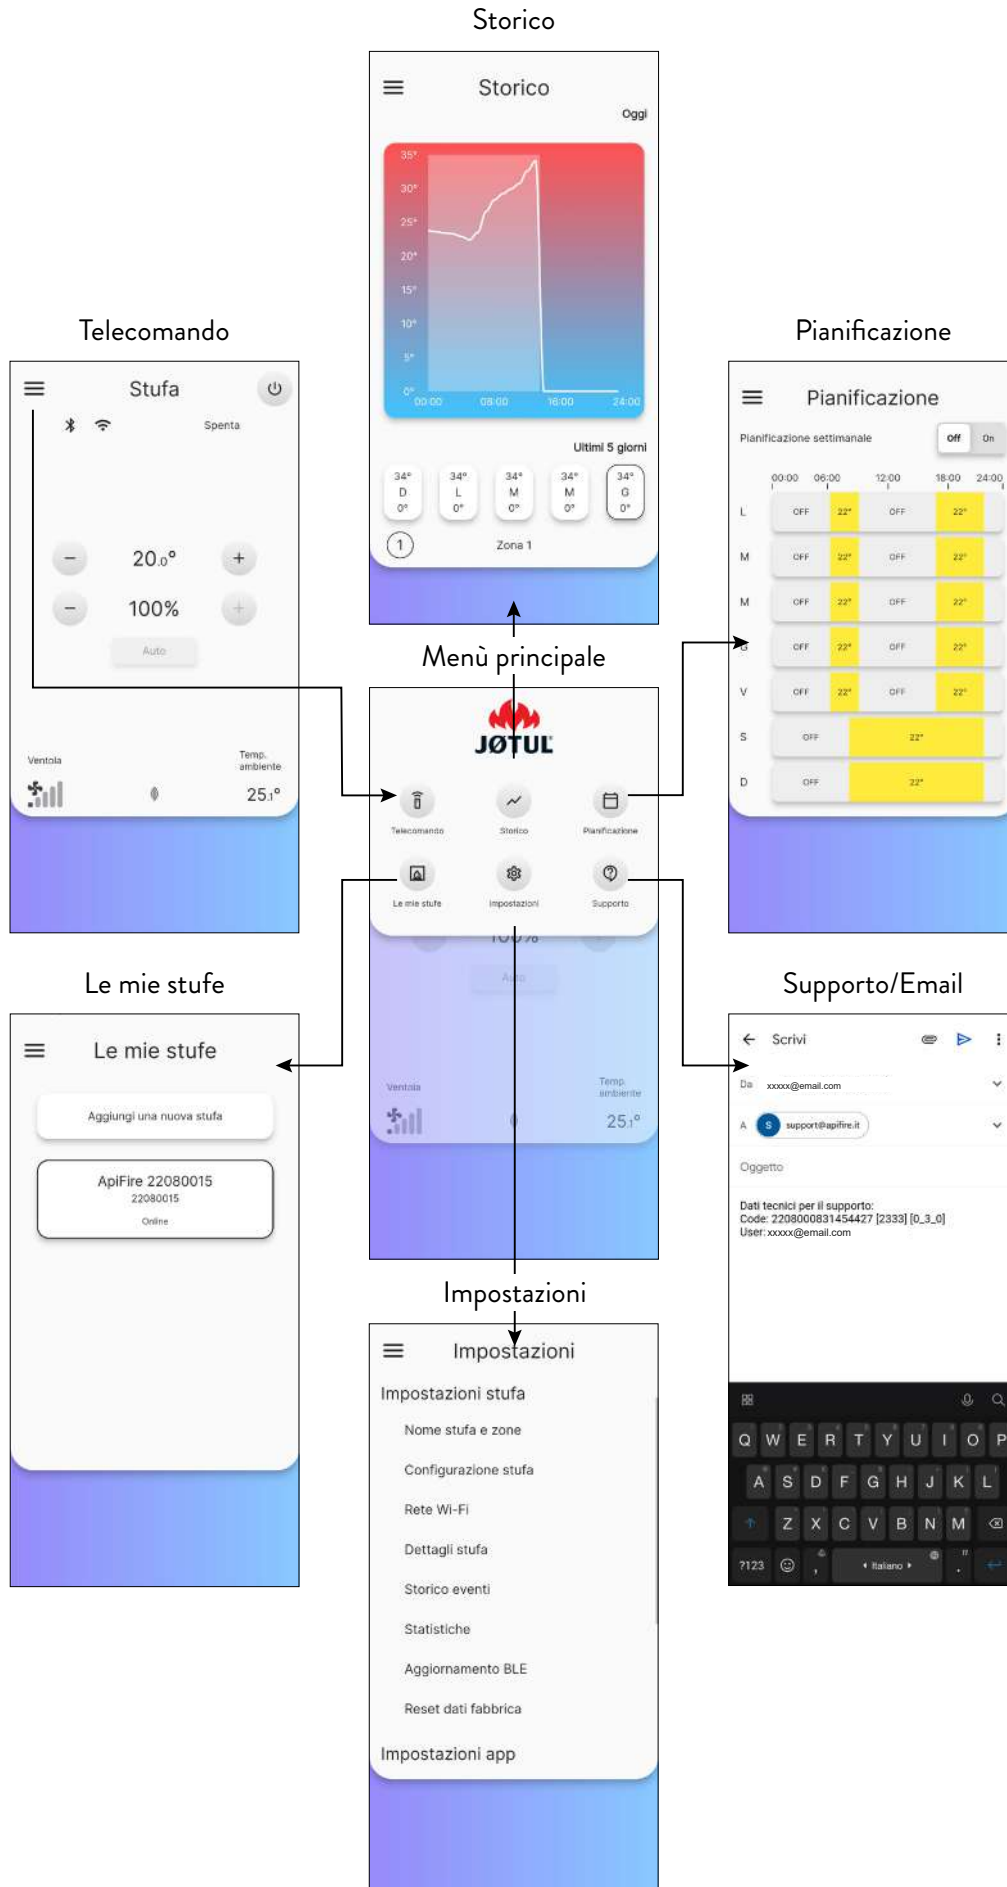 Storico
Storico
Oggi
35°
30°
25°
20°
15°
10°
5°
0°
00:00 08:00 16:00 24:00
Ultimi 5 giorni
34° 34° 34° 34° 34°
D L M M G
0° 0° 0° 0° 0°
1 Zona 1
Telecomando
Stufa
Spenta
− 20.0° +
− 100% +
Auto
Ventola
Temp.
ambiente
25.1°
Pianificazione
Pianificazione
Pianificazione settimanale Off On
00:00 06:00 12:00 18:00 24:00
L OFF 22° OFF 22°
M OFF 22° OFF 22°
M OFF 22° OFF 22°
G OFF 22° OFF 22°
V OFF 22° OFF 22°
S OFF 22°
D OFF 22°
Menù principale
JØTUL
Telecomando Storico Pianificazione
Le mie stufe Impostazioni Supporto
100%
Auto
Ventola
Temp.
ambiente
25.1°
Le mie stufe
Le mie stufe
Aggiungi una nuova stufa
ApiFire 22080015
22080015
Online
Supporto/Email
Scrivi
Da xxxxx@email.com
A S support@apifire.it
Oggetto
Dati tecnici per il supporto:
Code: 2208000831454427 [2333] [0_3_0]
User: xxxxx@email.com
Q W E R T Y U I O P
A S D F G H J K L
Z X C V B N M
?123 , Italiano .
Impostazioni
Impostazioni
Impostazioni stufa
Nome stufa e zone
Configurazione stufa
Rete Wi-Fi
Dettagli stufa
Storico eventi
Statistiche
Aggiornamento BLE
Reset dati fabbrica
Impostazioni app